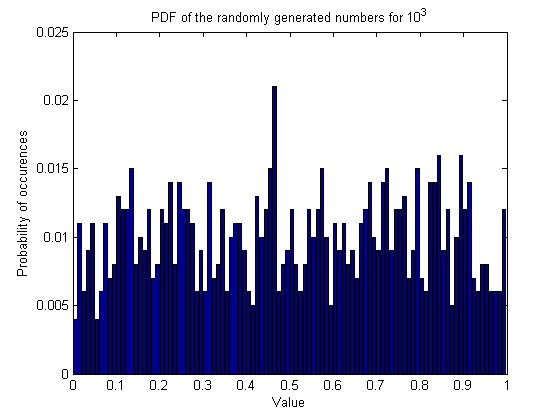 PDF of the randomly generated numbers for 10^3
0.025
0.02
0.015
0.01
0.005
0
Probability of occurences
0 0.1 0.2 0.3 0.4 0.5 0.6 0.7 0.8 0.9 1
Value